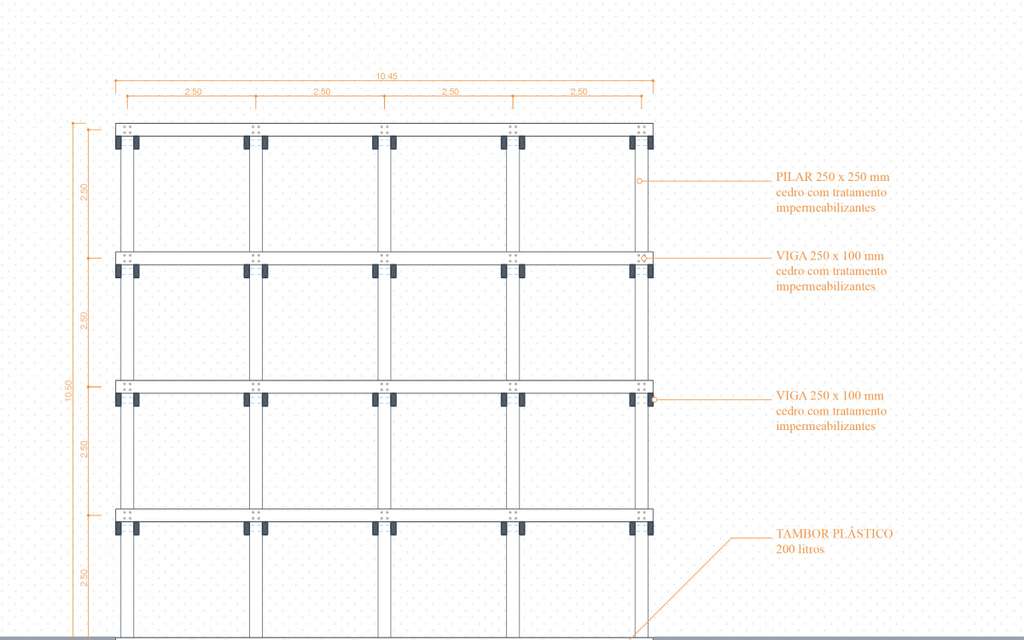 10.45
2.50 2.50 2.50 2.50
2.50
2.50
10.50
2.50
2.50
PILAR 250 x 250 mm
cedro com tratamento
impermeabilizantes
VIGA 250 x 100 mm
cedro com tratamento
impermeabilizantes
VIGA 250 x 100 mm
cedro com tratamento
impermeabilizantes
TAMBOR PLÁSTICO
200 litros